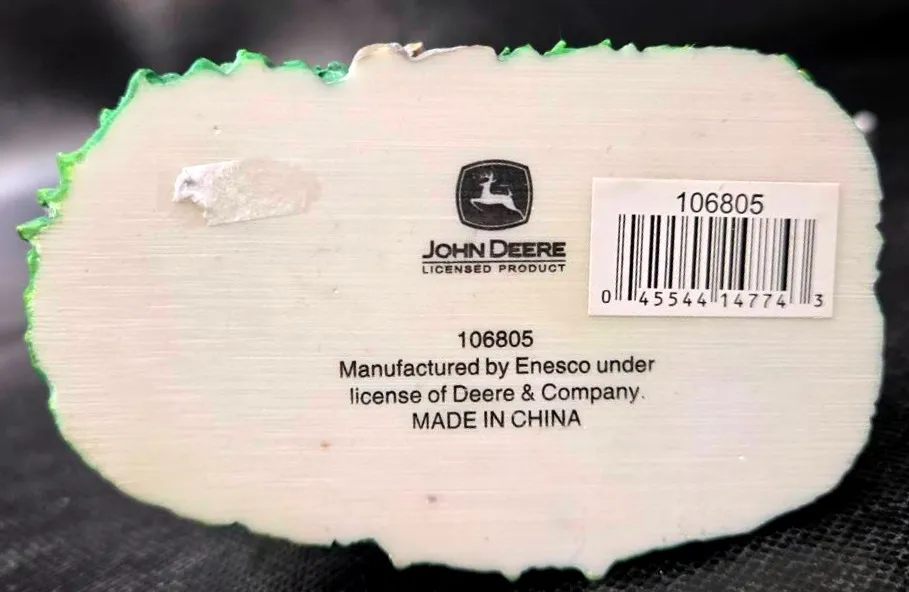 JOHN DEERE
LICENSED PRODUCT
106805
0 45544 14774 3
106805
Manufactured by Enesco under
license of Deere & Company.
MADE IN CHINA